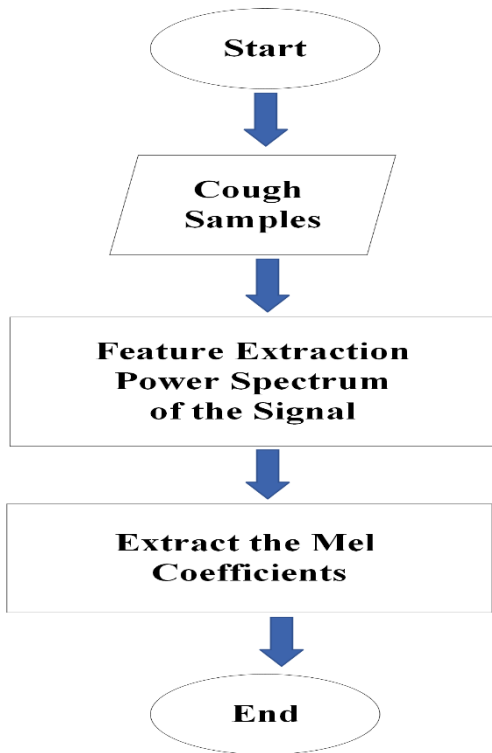 Start
Cough
Samples
Feature Extraction
Power Spectrum
of the Signal
Extract the Mel
Coefficients
End